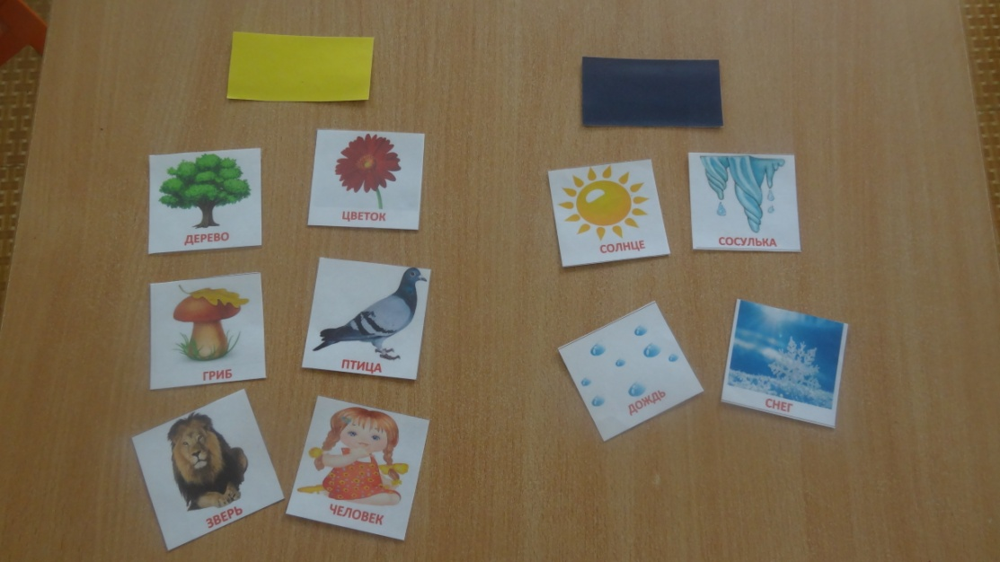 ДЕРЕВО
ЦВЕТОК
СОЛНЦЕ
СОСУЛЬКА
ГРИБ
ПТИЦА
ДОЖДЬ
СНЕГ
ЗВЕРЬ
ЧЕЛОВЕК